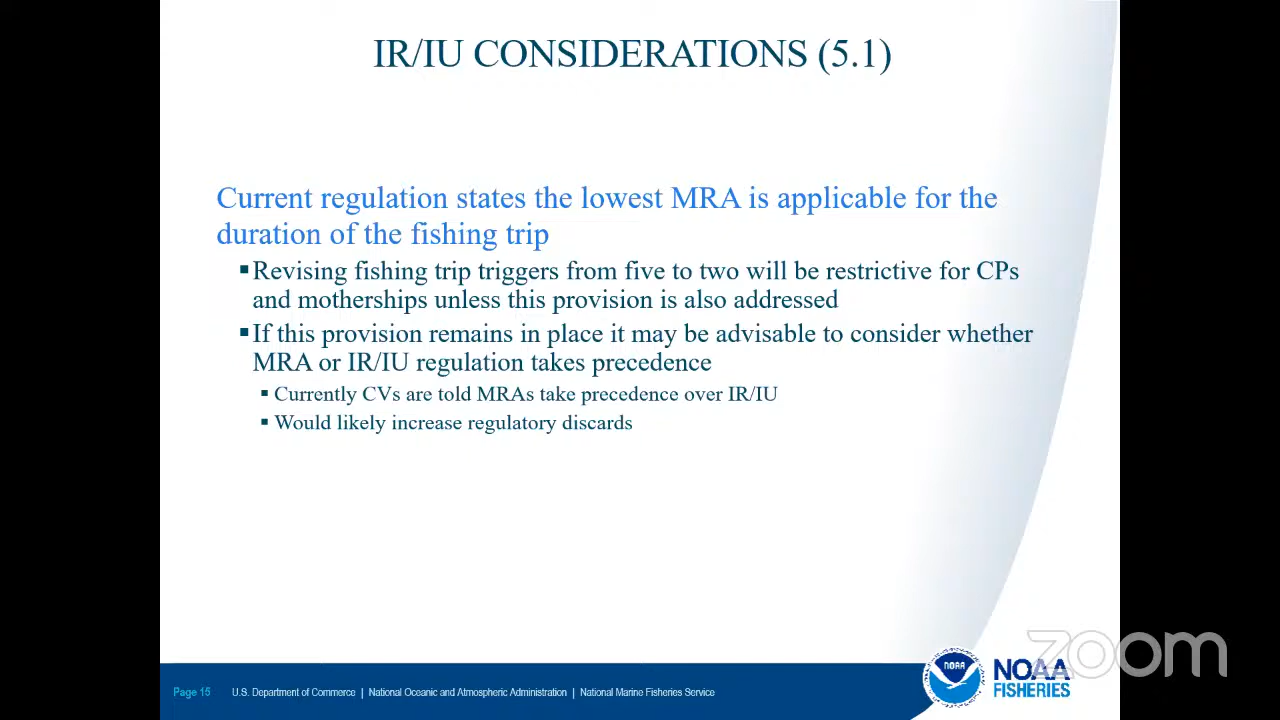 IR/IU CONSIDERATIONS (5.1)
Current regulation states the lowest MRA is applicable for the
duration of the fishing trip
▪Revising fishing trip triggers from five to two will be restrictive for CPs
and motherships unless this provision is also addressed
▪If this provision remains in place it may be advisable to consider whether
MRA or IR/IU regulation takes precedence
▪ Currently CVs are told MRAs take precedence over IR/IU
▪ Would likely increase regulatory discards
Page 15 U.S. Department of Commerce | National Oceanic and Atmospheric Administration | National Marine Fisheries Service
NOAA
NOAA
FISHERIES
zoom